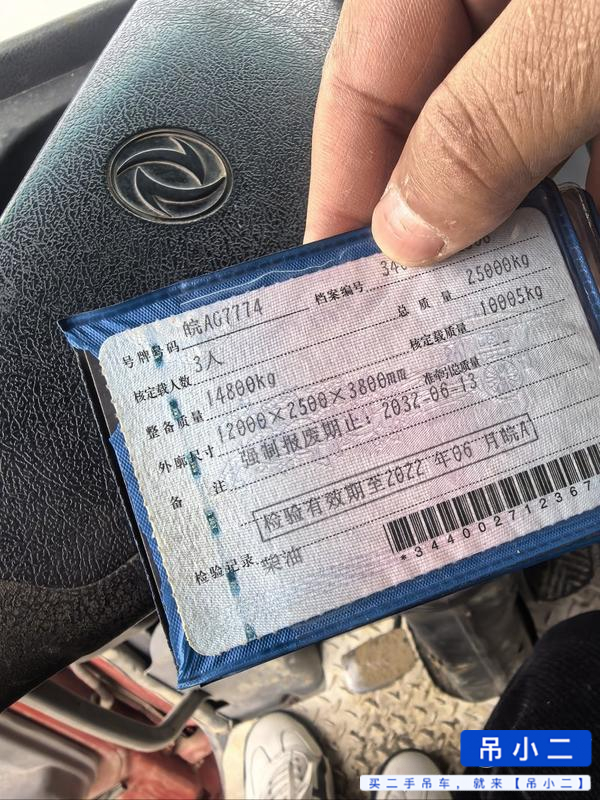 号牌号码 皖AG7774 档案编号 340
核定载人数 3人 总质量 25000kg
整备质量 14800kg 核定载质量 10005kg
外廓尺寸 12000×2500×3800mm 准牵引总质量
备注 强制报废期止：2032-06-13
检验有效期至2022年06月皖A
检验记录 柴油
*344002712367
吊小二
买二手吊车，就来【吊小二】